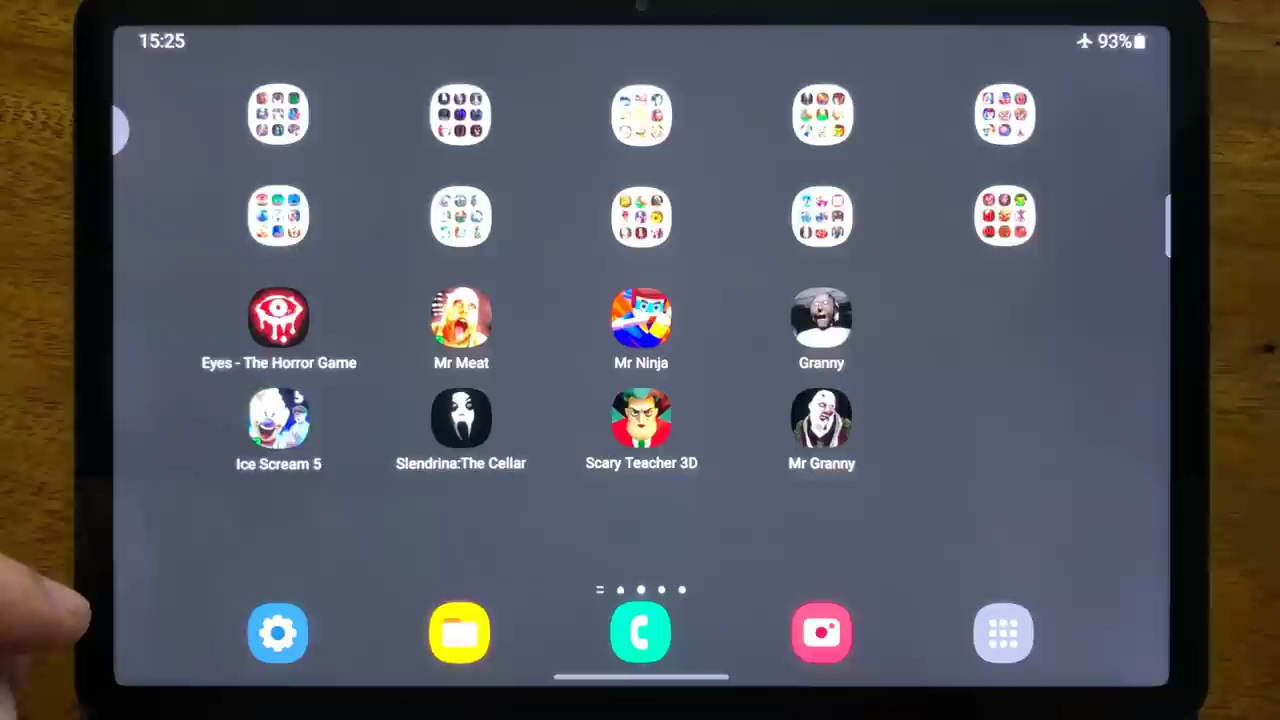 15:25
93%
Eyes - The Horror Game
Mr Meat
Mr Ninja
Granny
Ice Scream 5
Slendrina:The Cellar
Scary Teacher 3D
Mr Granny